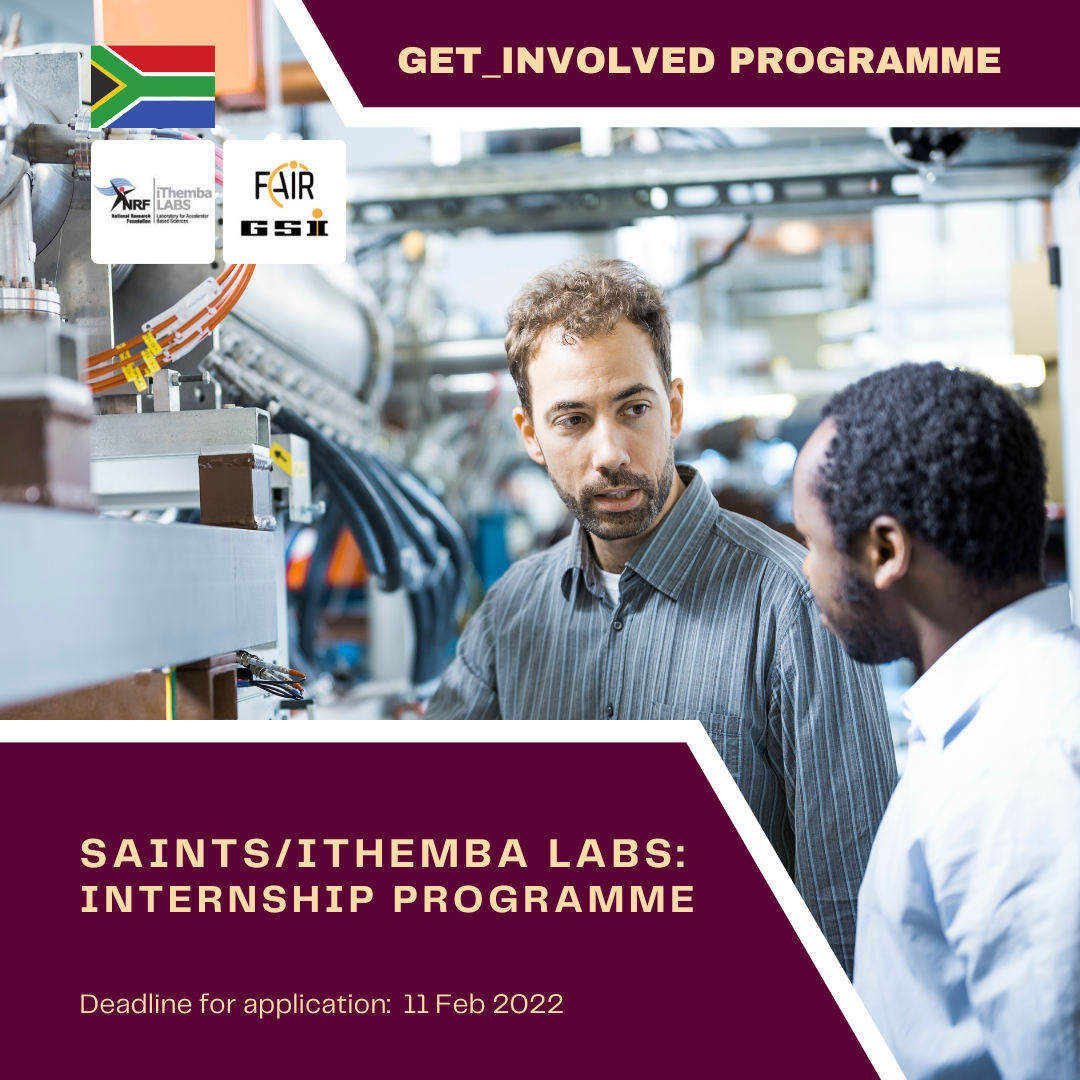 GET_INVOLVED PROGRAMME
NRF
National Research
Foundation
iThemba
LABS
Laboratory for Accelerator
Based Sciences
FAIR
GSI
SAINTS/ITHEMBA LABS:
INTERNSHIP PROGRAMME
Deadline for application: 11 Feb 2022